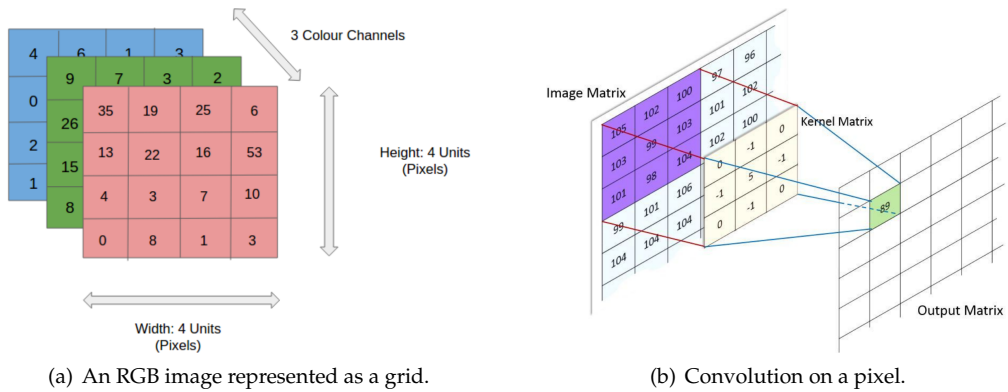 3 Colour Channels
4 6 1 3
9 7 3 2
0
35 19 25 6
26
13 22 16 53
2
15
4 3 7 10
1
8
0 8 1 3
Height: 4 Units
(Pixels)
Width: 4 Units
(Pixels)
(a) An RGB image represented as a grid.
Image Matrix
105 102 100 97 96
103 99 103 101 102
101 98 104 102 100
99 101 106
104 104 104
Kernel Matrix
0 -1 0
-1 5 -1
0 -1 0
89
Output Matrix
(b) Convolution on a pixel.